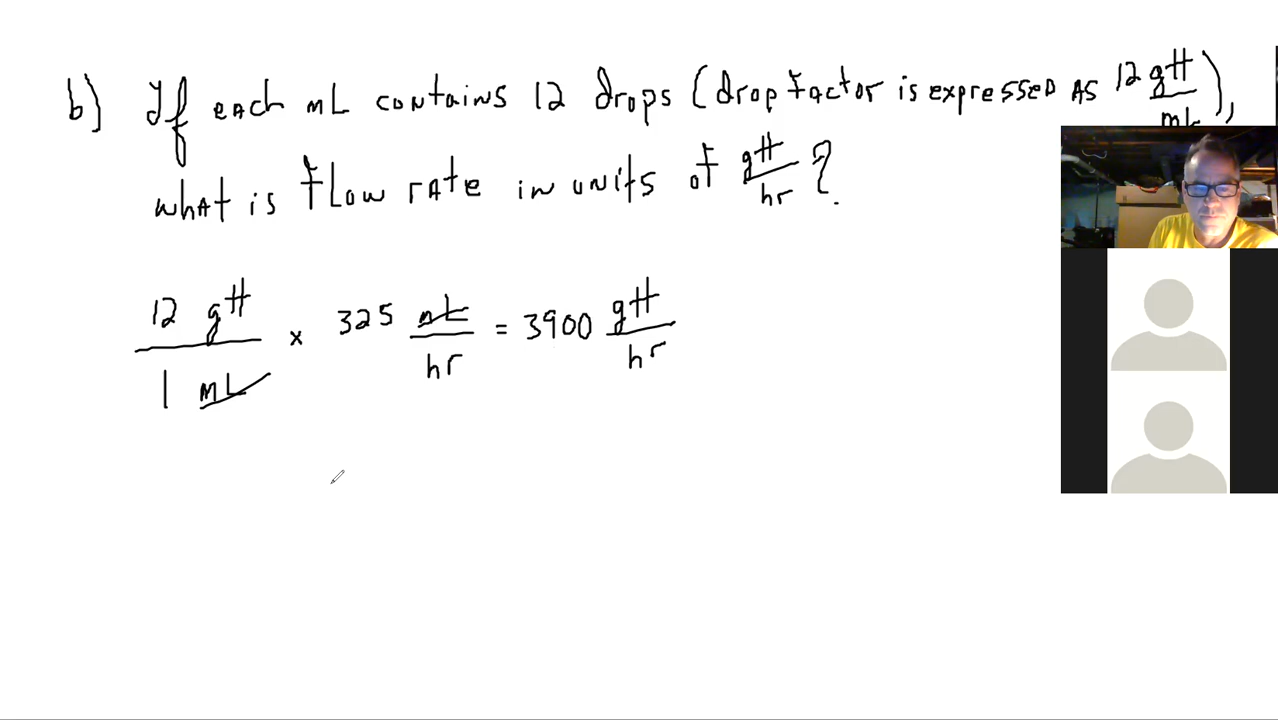 b) If each mL contains 12 drops (drop factor is expressed as 12 gtt/mL),
what is flow rate in units of gtt/hr?
12 gtt/1 mL x 325 mL/hr = 3900 gtt/hr